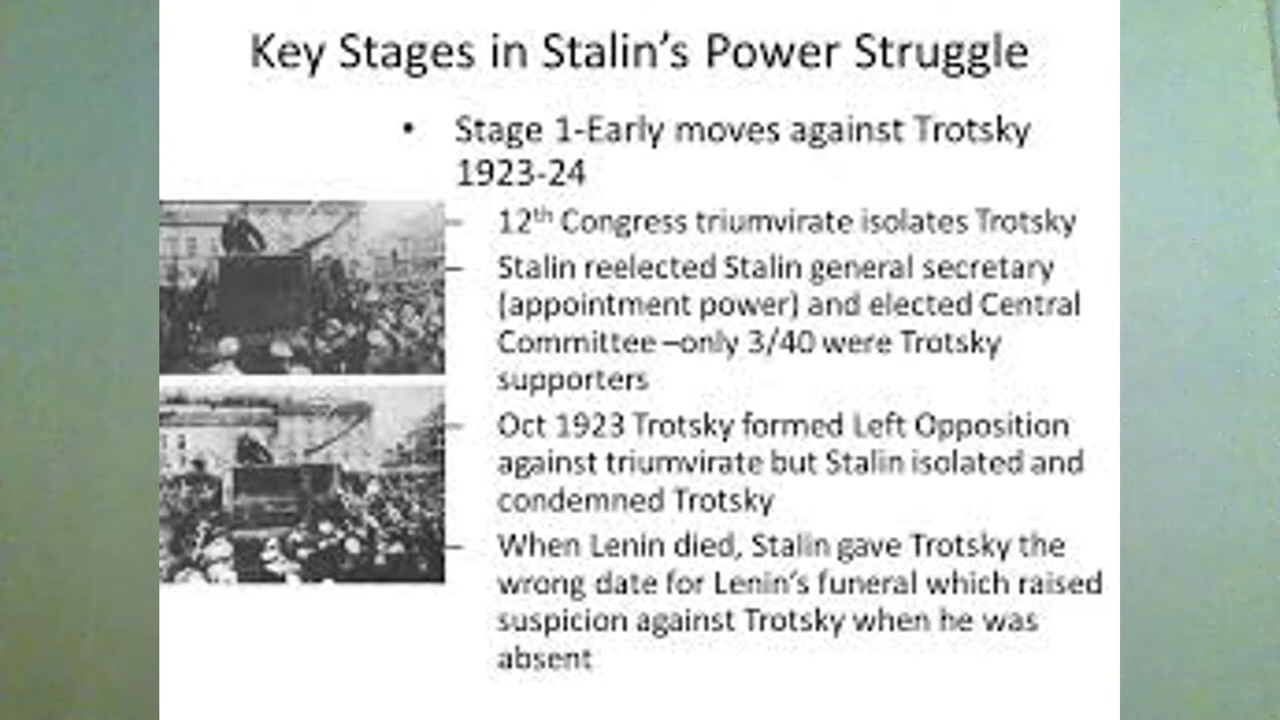 Key Stages in Stalin's Power Struggle
• Stage 1-Early moves against Trotsky
1923-24
– 12th Congress triumvirate isolates Trotsky
– Stalin reelected Stalin general secretary
(appointment power) and elected Central
Committee –only 3/40 were Trotsky
supporters
– Oct 1923 Trotsky formed Left Opposition
against triumvirate but Stalin isolated and
condemned Trotsky
– When Lenin died, Stalin gave Trotsky the
wrong date for Lenin's funeral which raised
suspicion against Trotsky when he was
absent